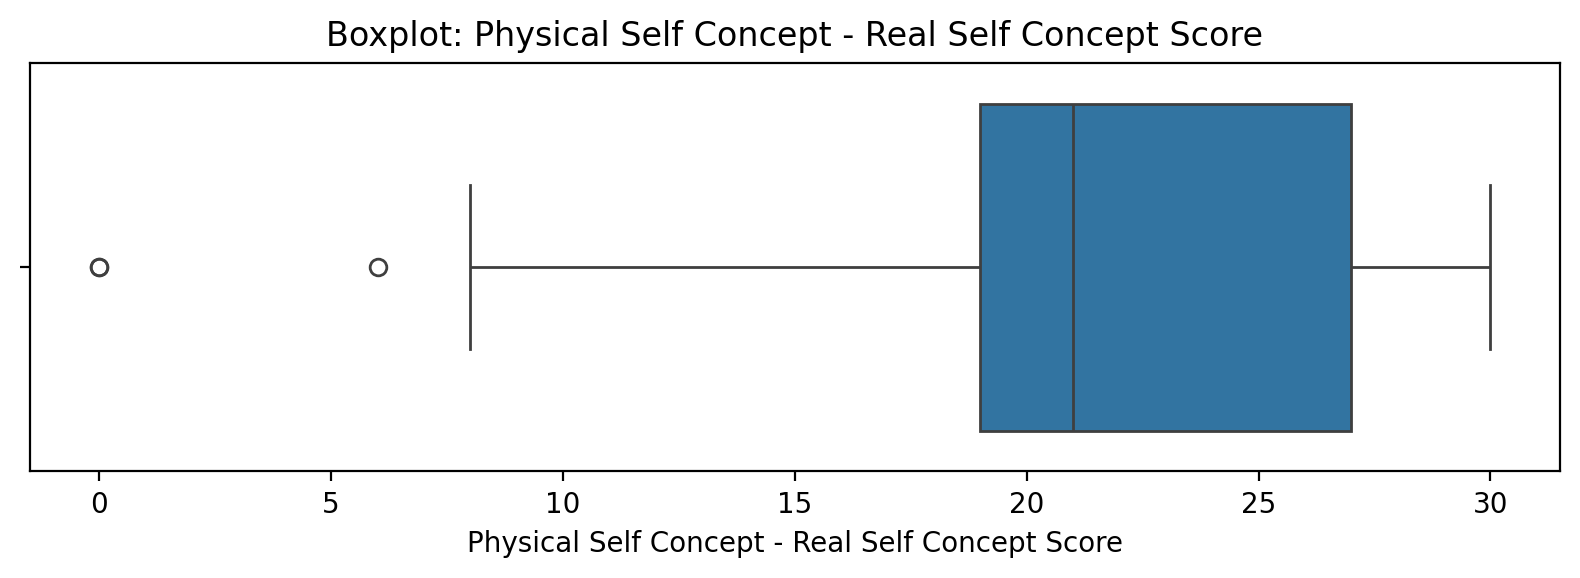 Boxplot: Physical Self Concept - Real Self Concept Score
0 5 10 15 20 25 30
Physical Self Concept - Real Self Concept Score